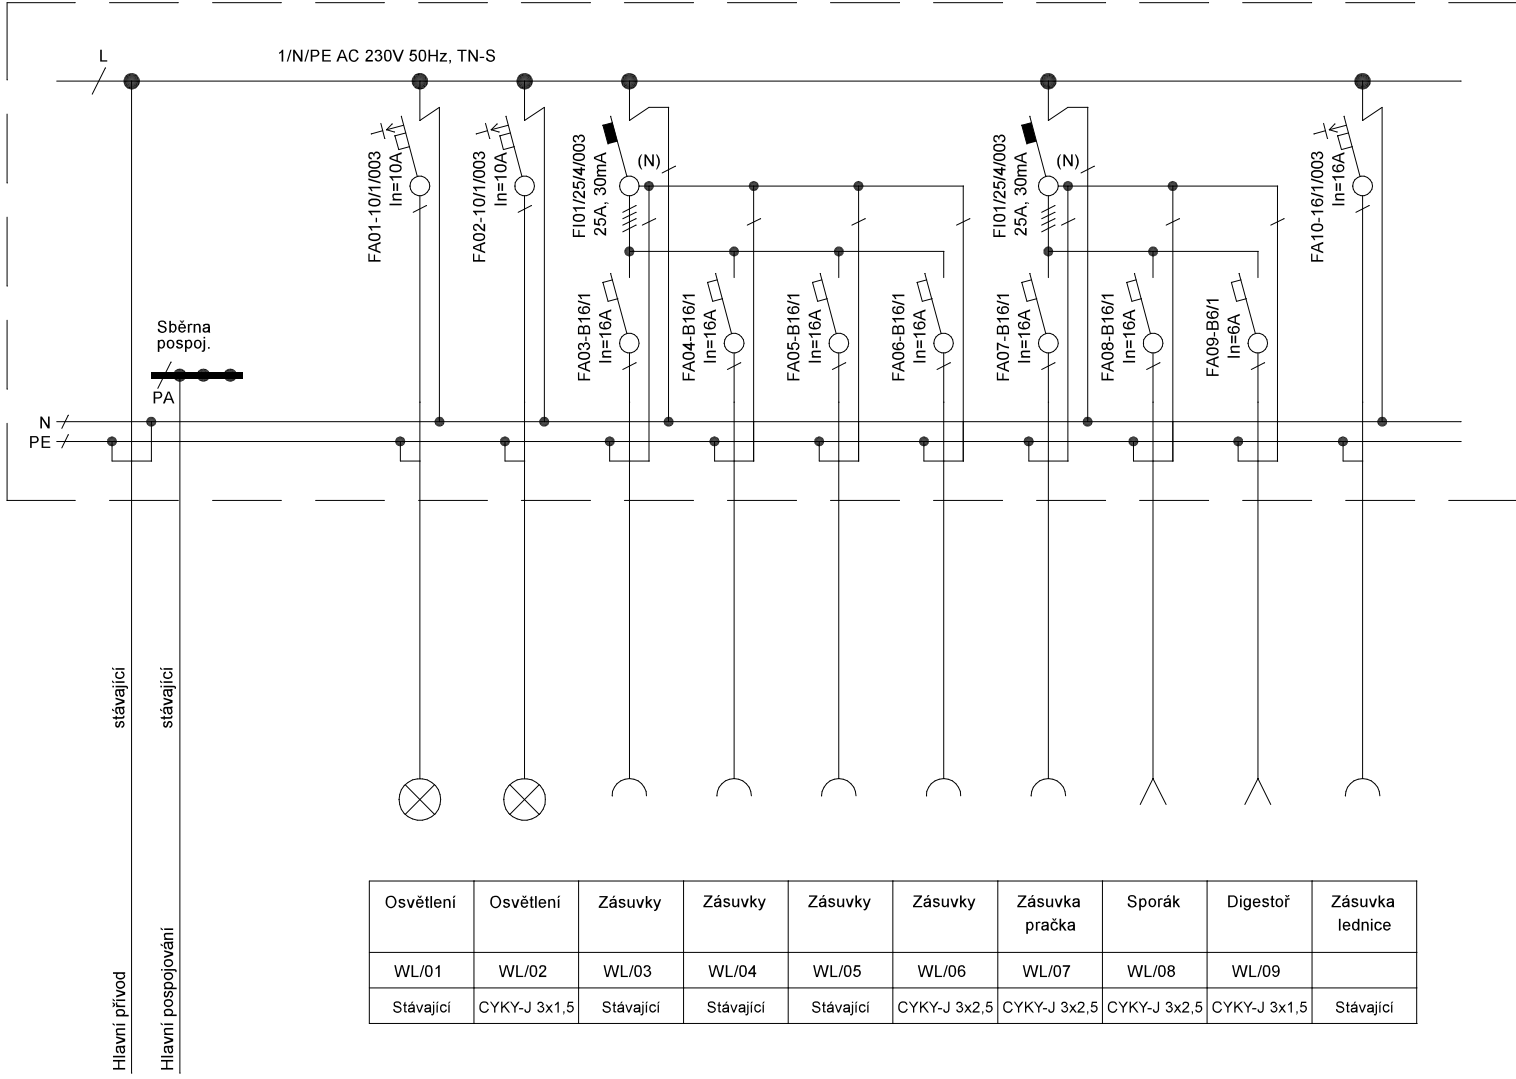 L
1/N/PE AC 230V 50Hz, TN-S
FA01-10/1/003
In=10A
FA02-10/1/003
In=10A
FI01/25/4/003
25A, 30mA
(N)
FI01/25/4/003
25A, 30mA
(N)
FA10-16/1/003
In=16A
FA03-B16/1
In=16A
FA04-B16/1
In=16A
FA05-B16/1
In=16A
FA06-B16/1
In=16A
FA07-B16/1
In=16A
FA08-B16/1
In=16A
FA09-B6/1
In=6A
Sběrna
pospoj.
PA
N
PE
Hlavní přívod stávající
Hlavní pospojování stávající
Osvětlení Osvětlení Zásuvky Zásuvky Zásuvky Zásuvky Zásuvka Sporák Digestoř Zásuvka
pračka lednice
WL/01 WL/02 WL/03 WL/04 WL/05 WL/06 WL/07 WL/08 WL/09
Stávající CYKY-J 3x1,5 Stávající Stávající Stávající CYKY-J 3x2,5 CYKY-J 3x2,5 CYKY-J 3x2,5 CYKY-J 3x1,5 Stávající